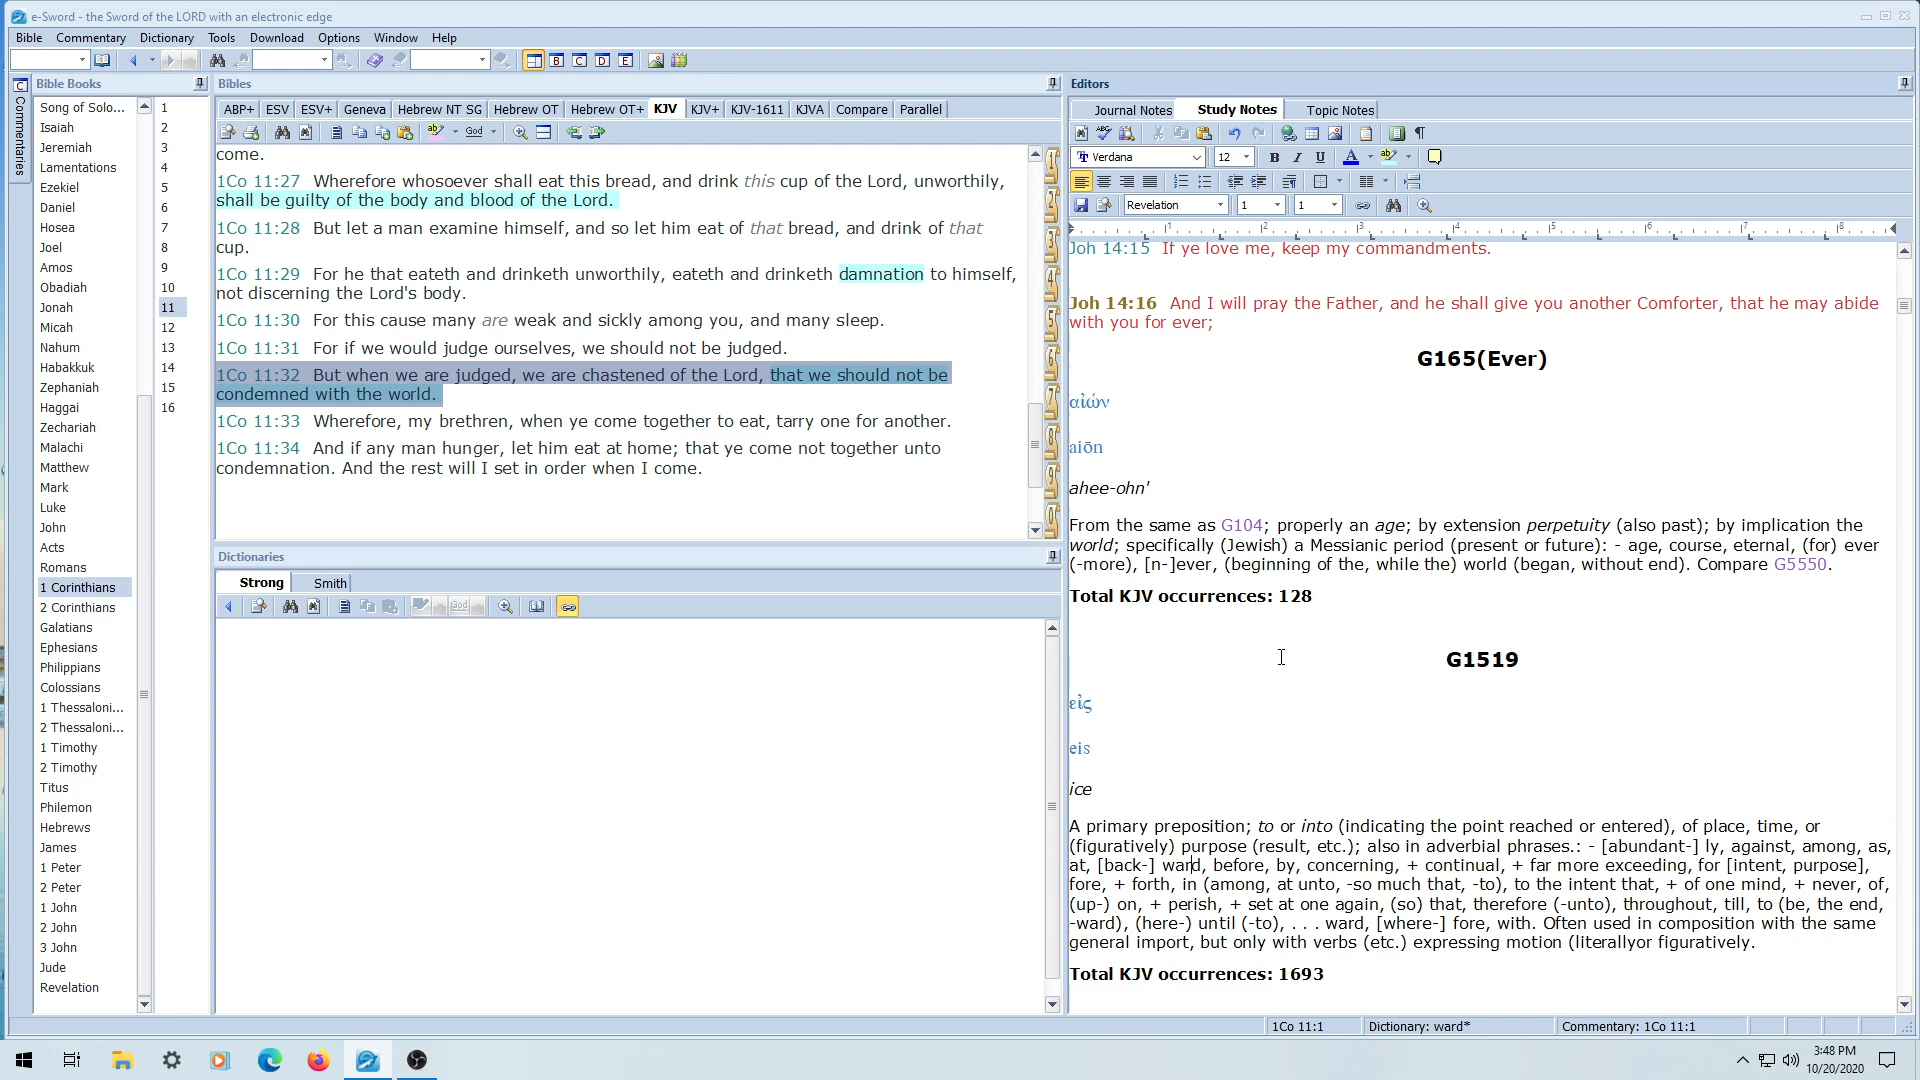 e-Sword - the Sword of the LORD with an electronic edge
Bible Commentary Dictionary Tools Download Options Window Help
B C D E
Commentaries
Bible Books
Song of Solo...
Isaiah
Jeremiah
Lamentations
Ezekiel
Daniel
Hosea
Joel
Amos
Obadiah
Jonah
Micah
Nahum
Habakkuk
Zephaniah
Haggai
Zechariah
Malachi
Matthew
Mark
Luke
John
Acts
Romans
1 Corinthians
2 Corinthians
Galatians
Ephesians
Philippians
Colossians
1 Thessaloni...
2 Thessaloni...
1 Timothy
2 Timothy
Titus
Philemon
Hebrews
James
1 Peter
2 Peter
1 John
2 John
3 John
Jude
Revelation
1
2
3
4
5
6
7
8
9
10
11
12
13
14
15
16
Bibles
ABP+ ESV ESV+ Geneva Hebrew NT SG Hebrew OT Hebrew OT+ KJV KJV+ KJV-1611 KJVA Compare Parallel
God
come.
1Co 11:27 Wherefore whosoever shall eat this bread, and drink this cup of the Lord, unworthily,
shall be guilty of the body and blood of the Lord.
1Co 11:28 But let a man examine himself, and so let him eat of that bread, and drink of that
cup.
1Co 11:29 For he that eateth and drinketh unworthily, eateth and drinketh damnation to himself,
not discerning the Lord's body.
1Co 11:30 For this cause many are weak and sickly among you, and many sleep.
1Co 11:31 For if we would judge ourselves, we should not be judged.
1Co 11:32 But when we are judged, we are chastened of the Lord, that we should not be
condemned with the world.
1Co 11:33 Wherefore, my brethren, when ye come together to eat, tarry one for another.
1Co 11:34 And if any man hunger, let him eat at home; that ye come not together unto
condemnation. And the rest will I set in order when I come.
1
2
3
4
5
6
7
8
9
0
Dictionaries
Strong Smith
God
Editors
Journal Notes Study Notes Topic Notes
Verdana 12 B I U A
Revelation 1 1
1 2 3 4 5 6 7 8
Joh 14:15 If ye love me, keep my commandments.
Joh 14:16 And I will pray the Father, and he shall give you another Comforter, that he may abide
with you for ever;
G165(Ever)
αἰών
aiōn
ahee-ohn'
From the same as G104; properly an age; by extension perpetuity (also past); by implication the
world; specifically (Jewish) a Messianic period (present or future): - age, course, eternal, (for) ever
(-more), [n-]ever, (beginning of the, while the) world (began, without end). Compare G5550.
Total KJV occurrences: 128
G1519
εἰς
eis
ice
A primary preposition; to or into (indicating the point reached or entered), of place, time, or
(figuratively) purpose (result, etc.); also in adverbial phrases.: - [abundant-] ly, against, among, as,
at, [back-] ward, before, by, concerning, + continual, + far more exceeding, for [intent, purpose],
fore, + forth, in (among, at unto, -so much that, -to), to the intent that, + of one mind, + never, of,
(up-) on, + perish, + set at one again, (so) that, therefore (-unto), throughout, till, to (be, the end,
-ward), (here-) until (-to), . . . ward, [where-] fore, with. Often used in composition with the same
general import, but only with verbs (etc.) expressing motion (literallyor figuratively.
Total KJV occurrences: 1693
1Co 11:1 Dictionary: ward* Commentary: 1Co 11:1
3:48 PM
10/20/2020